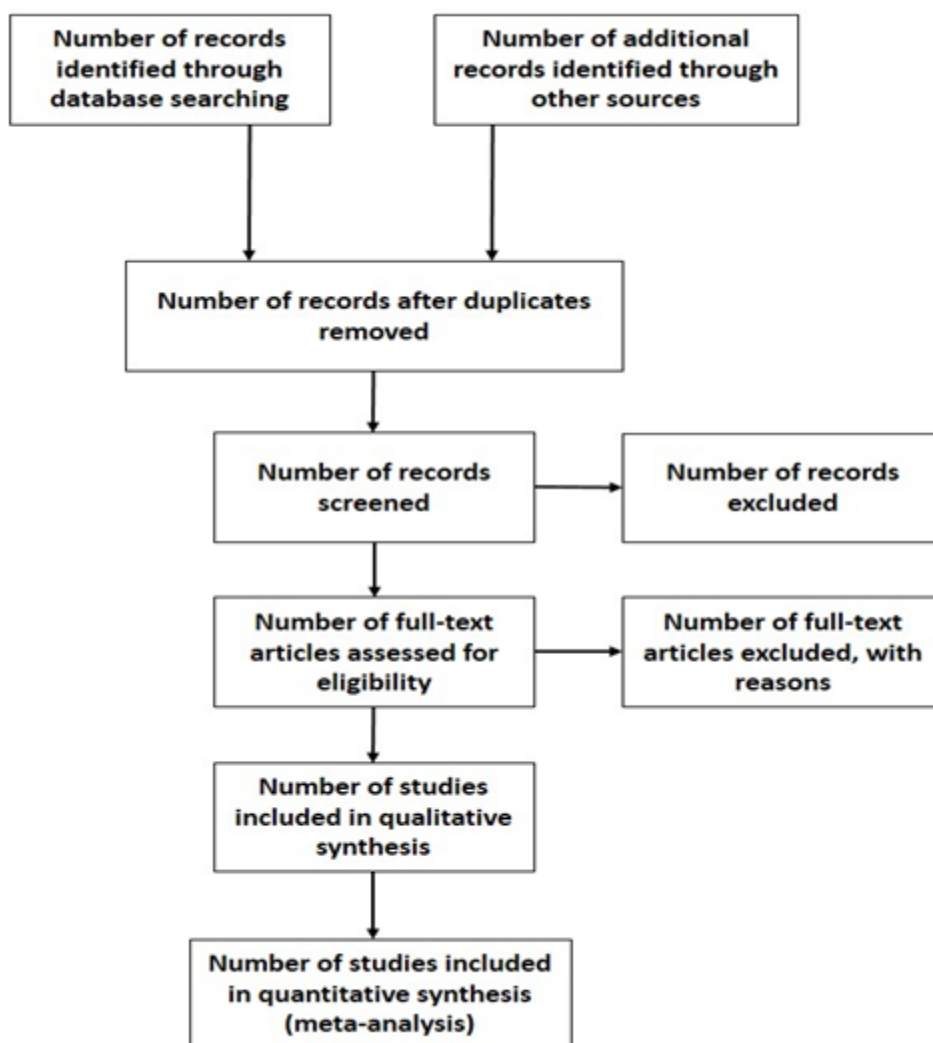 Number of records
identified through
database searching
Number of additional
records identified through
other sources
Number of records after duplicates
removed
Number of records
screened
Number of records
excluded
Number of full-text
articles assessed for
eligibility
Number of full-text
articles excluded, with
reasons
Number of studies
included in qualitative
synthesis
Number of studies included
in quantitative synthesis
(meta-analysis)